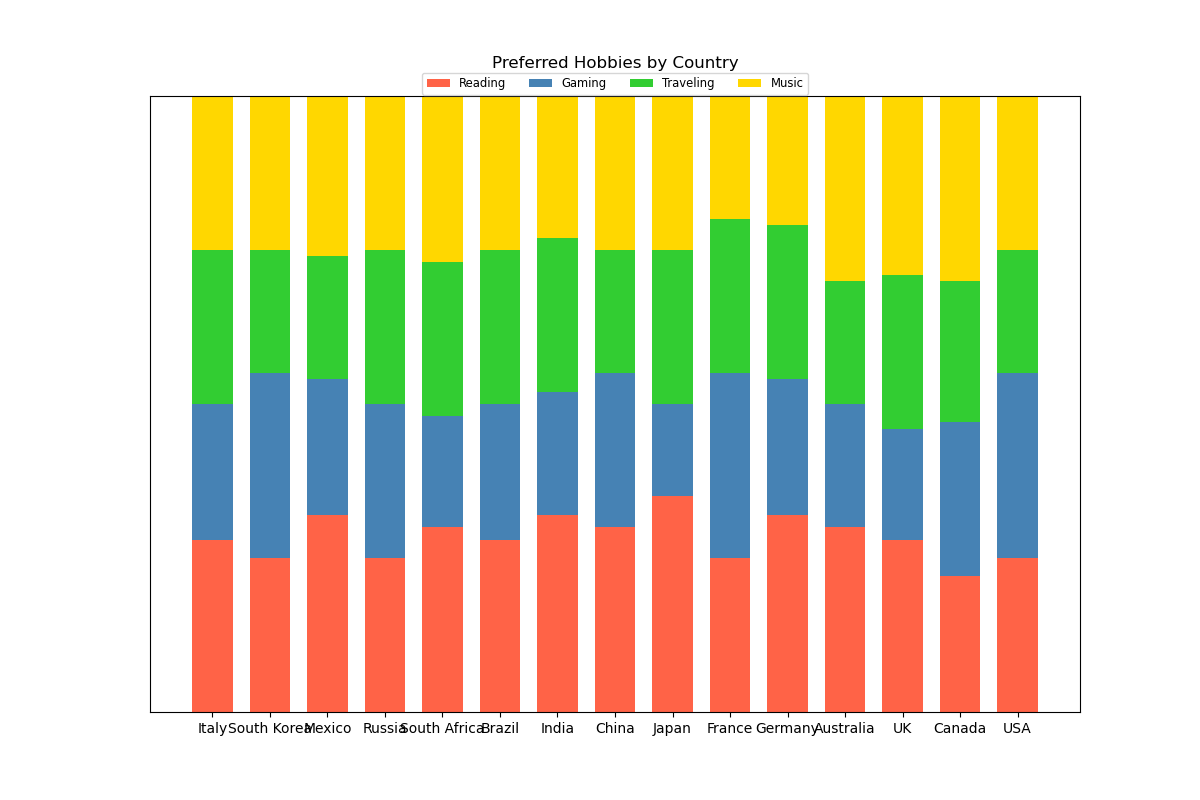 Preferred Hobbies by Country
Reading Gaming Traveling Music
Italy South Korea Mexico Russia South Africa Brazil India China Japan France Germany Australia UK Canada USA